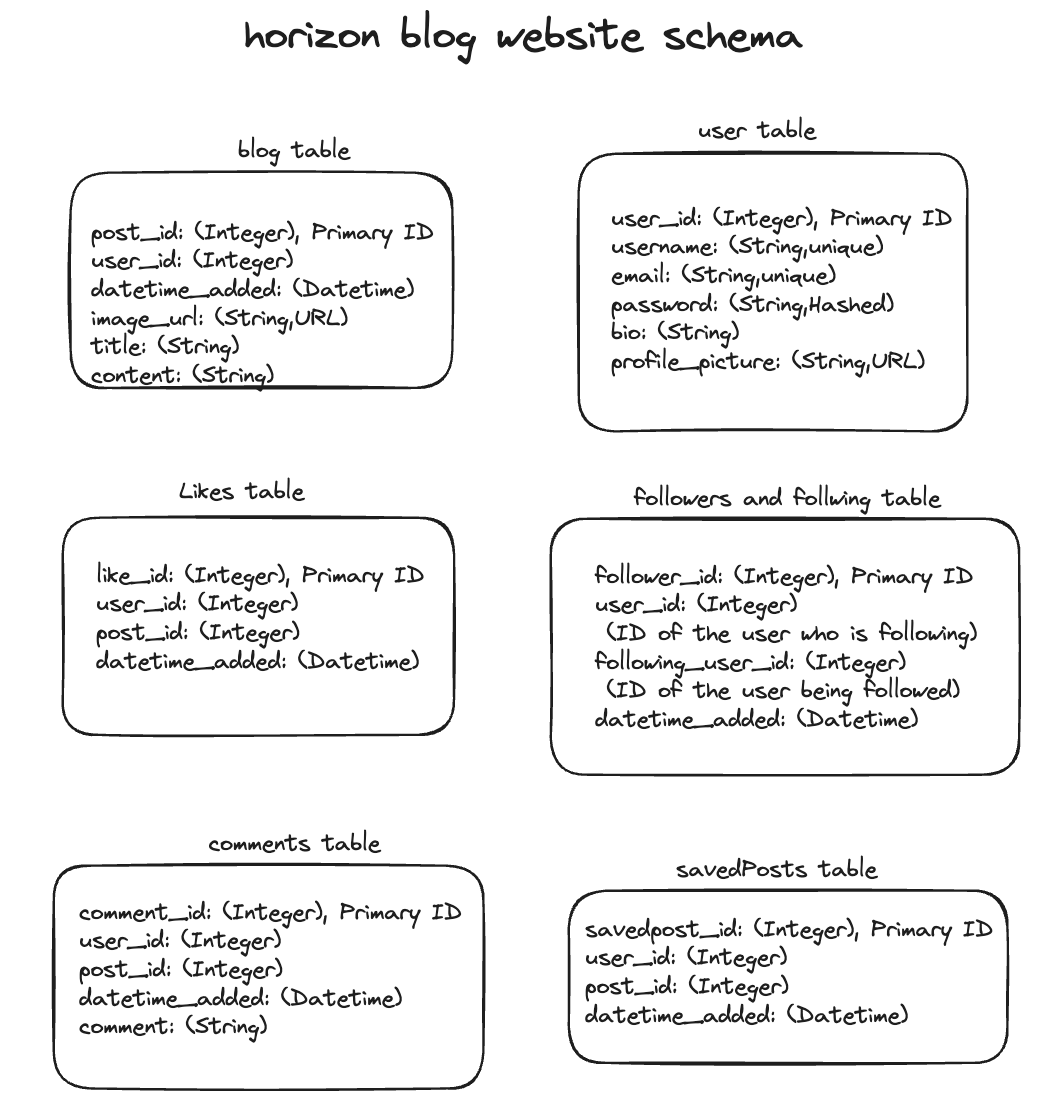 horizon blog website schema
blog table
post_id: (Integer), Primary ID
user_id: (Integer)
datetime_added: (Datetime)
image_url: (String,URL)
title: (String)
content: (String)
user table
user_id: (Integer), Primary ID
username: (String,unique)
email: (String,unique)
password: (String,Hashed)
bio: (String)
profile_picture: (String,URL)
Likes table
like_id: (Integer), Primary ID
user_id: (Integer)
post_id: (Integer)
datetime_added: (Datetime)
followers and follwing table
follower_id: (Integer), Primary ID
user_id: (Integer)
(ID of the user who is following)
following_user_id: (Integer)
(ID of the user being followed)
datetime_added: (Datetime)
comments table
comment_id: (Integer), Primary ID
user_id: (Integer)
post_id: (Integer)
datetime_added: (Datetime)
comment: (String)
savedPosts table
savedpost_id: (Integer), Primary ID
user_id: (Integer)
post_id: (Integer)
datetime_added: (Datetime)